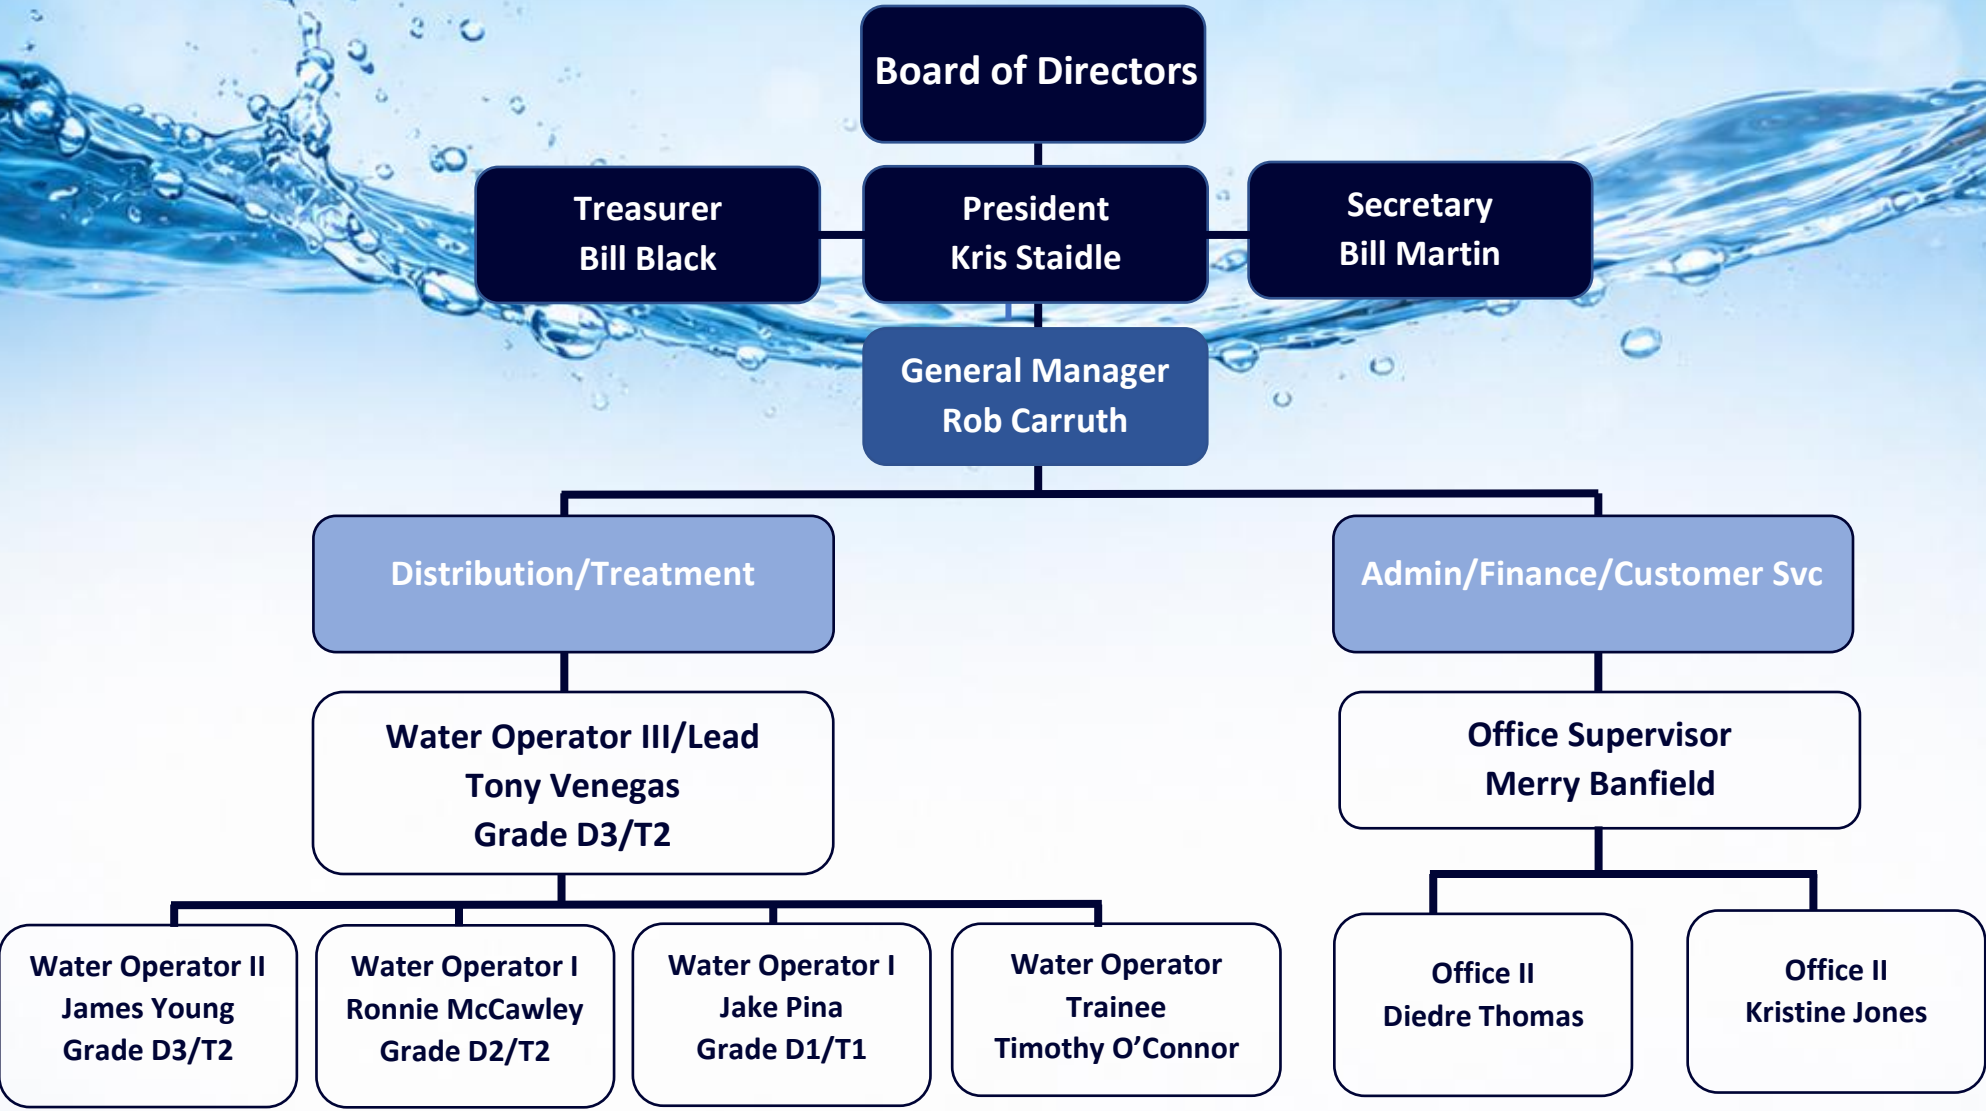 Board of Directors
Treasurer
Bill Black
President
Kris Staidle
Secretary
Bill Martin
General Manager
Rob Carruth
Distribution/Treatment
Admin/Finance/Customer Svc
Water Operator III/Lead
Tony Venegas
Grade D3/T2
Office Supervisor
Merry Banfield
Water Operator II
James Young
Grade D3/T2
Water Operator I
Ronnie McCawley
Grade D2/T2
Water Operator I
Jake Pina
Grade D1/T1
Water Operator
Trainee
Timothy O’Connor
Office II
Diedre Thomas
Office II
Kristine Jones